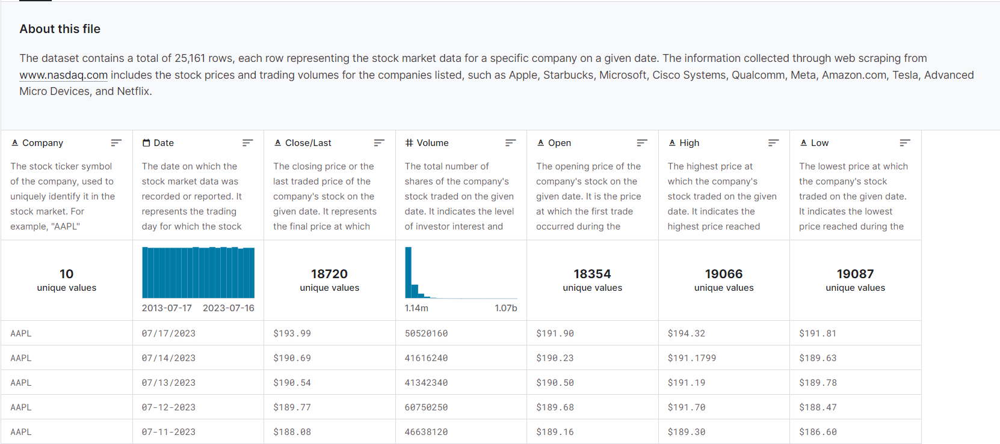 About this file
The dataset contains a total of 25,161 rows, each row representing the stock market data for a specific company on a given date. The information collected through web scraping from
www.nasdaq.com includes the stock prices and trading volumes for the companies listed, such as Apple, Starbucks, Microsoft, Cisco Systems, Qualcomm, Meta, Amazon.com, Tesla, Advanced
Micro Devices, and Netflix.
A Company
Date
A Close/Last
# Volume
A Open
A High
A Low
The stock ticker symbol
of the company, used to
uniquely identify it in the
stock market. For
example, "AAPL"
The date on which the
stock market data was
recorded or reported. It
represents the trading
day for which the stock
The closing price or the
last traded price of the
company's stock on the
given date. It represents
the final price at which
The total number of
shares of the company's
stock traded on the given
date. It indicates the level
of investor interest and
The opening price of the
company's stock on the
given date. It is the price
at which the first trade
occurred during the
The highest price at
which the company's
stock traded on the given
date. It indicates the
highest price reached
The lowest price at which
the company's stock
traded on the given date.
It indicates the lowest
price reached during the
10
unique values
2013-07-17 2023-07-16
18720
unique values
1.14m 1.07b
18354
unique values
19066
unique values
19087
unique values
AAPL 07/17/2023 $193.99 50520160 $191.90 $194.32 $191.81
AAPL 07/14/2023 $190.69 41616240 $190.23 $191.1799 $189.63
AAPL 07/13/2023 $190.54 41342340 $190.50 $191.19 $189.78
AAPL 07-12-2023 $189.77 60750250 $189.68 $191.70 $188.47
AAPL 07-11-2023 $188.08 46638120 $189.16 $189.30 $186.60